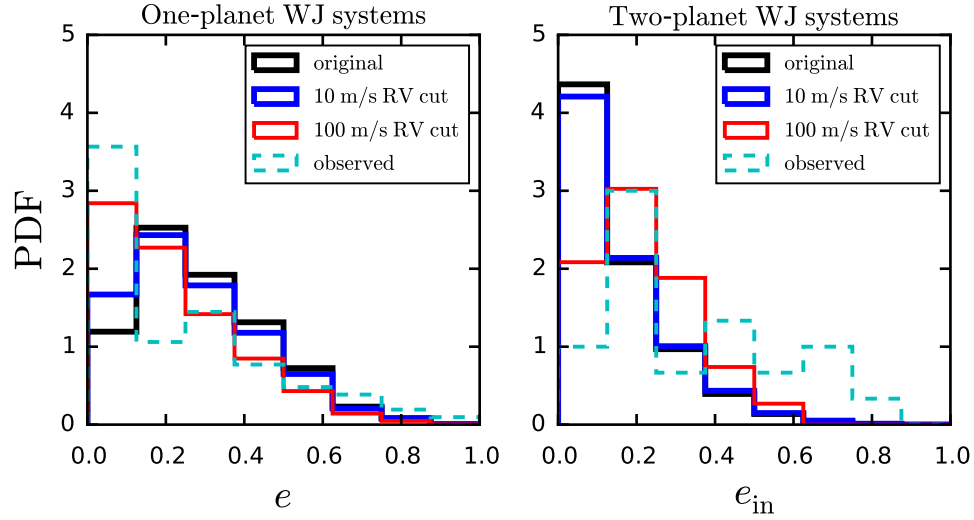 One-planet WJ systems
Two-planet WJ systems
original
10 m/s RV cut
100 m/s RV cut
observed
original
10 m/s RV cut
100 m/s RV cut
observed
PDF
5
4
3
2
1
0
5
4
3
2
1
0
0.0 0.2 0.4 0.6 0.8 1.0
0.0 0.2 0.4 0.6 0.8 1.0
e
e_in